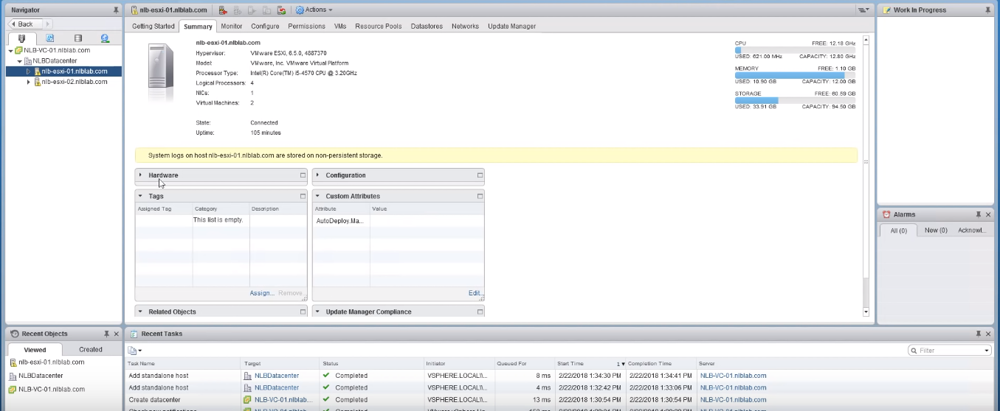 Navigator
Back
NLB-VC-01.nlblab.com
NLBDatacenter
nlb-esxi-01.nlblab.com
nlb-esxi-02.nlblab.com
nlb-esxi-01.nlblab.com
Actions
Getting Started Summary Monitor Configure Permissions VMs Resource Pools Datastores Networks Update Manager
nlb-esxi-01.nlblab.com
Hypervisor: VMware ESXi, 6.5.0, 4887370
Model: VMware, Inc. VMware Virtual Platform
Processor Type: Intel(R) Core(TM) i5-4570 CPU @ 3.20GHz
Logical Processors: 4
NICs: 1
Virtual Machines: 2
State: Connected
Uptime: 105 minutes
CPU FREE: 12.18 GHz
USED: 621.00 MHz CAPACITY: 12.80 GHz
MEMORY FREE: 1.10 GB
USED: 10.90 GB CAPACITY: 12.00 GB
STORAGE FREE: 60.59 GB
USED: 33.91 GB CAPACITY: 94.50 GB
System logs on host nlb-esxi-01.nlblab.com are stored on non-persistent storage.
Hardware
Configuration
Tags
Assigned Tag Category Description
This list is empty.
Assign... Remove...
Custom Attributes
Attribute Value
AutoDeploy.Ma...
Edit...
Related Objects
Update Manager Compliance
Work In Progress
Alarms
All (0) New (0) Acknowl...
Recent Objects
Viewed Created
nlb-esxi-01.nlblab.com
NLBDatacenter
NLB-VC-01.nlblab.com
Recent Tasks
Filter
Task Name Target Status Initiator Queued For Start Time 1 Completion Time Server
Add standalone host NLBDatacenter Completed VSPHERE.LOCAL\\... 8 ms 2/22/2018 1:34:30 PM 2/22/2018 1:34:41 PM NLB-VC-01.nlblab.com
Add standalone host NLBDatacenter Completed VSPHERE.LOCAL\\... 4 ms 2/22/2018 1:32:42 PM 2/22/2018 1:33:06 PM NLB-VC-01.nlblab.com
Create datacenter NLB-VC-01.nlblab... Completed VSPHERE.LOCAL\\... 13 ms 2/22/2018 1:30:54 PM 2/22/2018 1:30:54 PM NLB-VC-01.nlblab.com